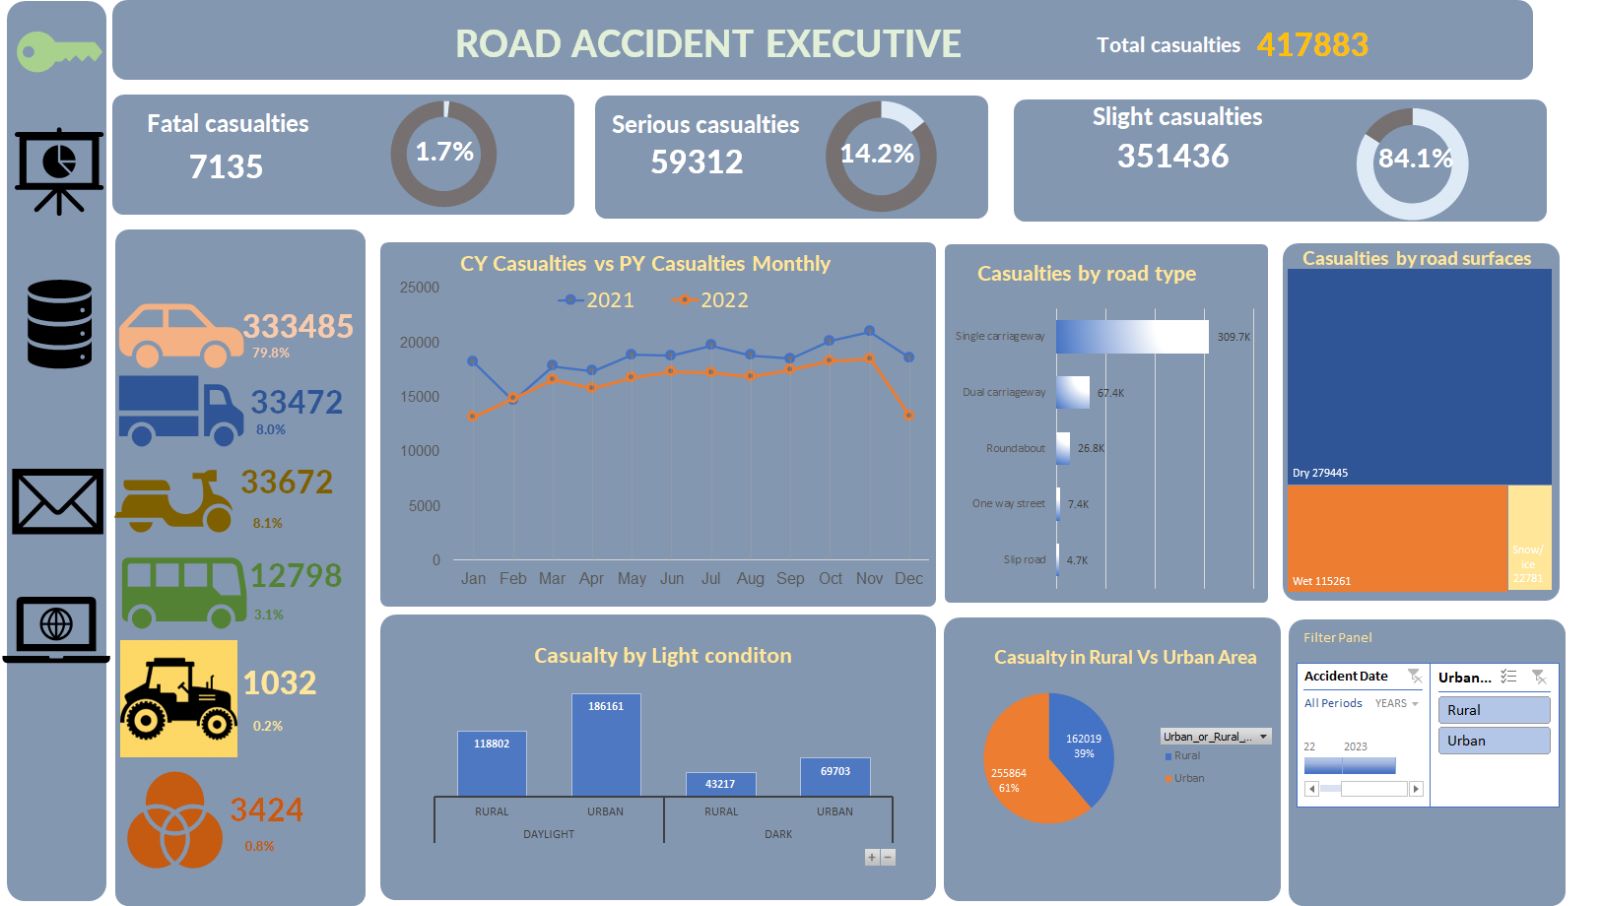 ROAD ACCIDENT EXECUTIVE
Total casualties 417883
Fatal casualties
7135
1.7%
Serious casualties
59312
14.2%
Slight casualties
351436
84.1%
333485
79.8%
33472
8.0%
33672
8.1%
12798
3.1%
1032
0.2%
3424
0.8%
CY Casualties vs PY Casualties Monthly
2021 2022
25000
20000
15000
10000
5000
0
Jan Feb Mar Apr May Jun Jul Aug Sep Oct Nov Dec
Casualties by road type
Single carriageway 309.7K
Dual carriageway 67.4K
Roundabout 26.8K
One way street 7.4K
Slip road 4.7K
Casualties by road surfaces
Dry 279445
Wet 115261
Snow/
ice
22781
Casualty by Light conditon
118802
186161
43217
69703
RURAL URBAN RURAL URBAN
DAYLIGHT DARK
+ −
Casualty in Rural Vs Urban Area
162019
39%
255864
61%
Urban_or_Rural_...
Rural
Urban
Filter Panel
Accident Date
All Periods YEARS
22 2023
Urban...
Rural
Urban